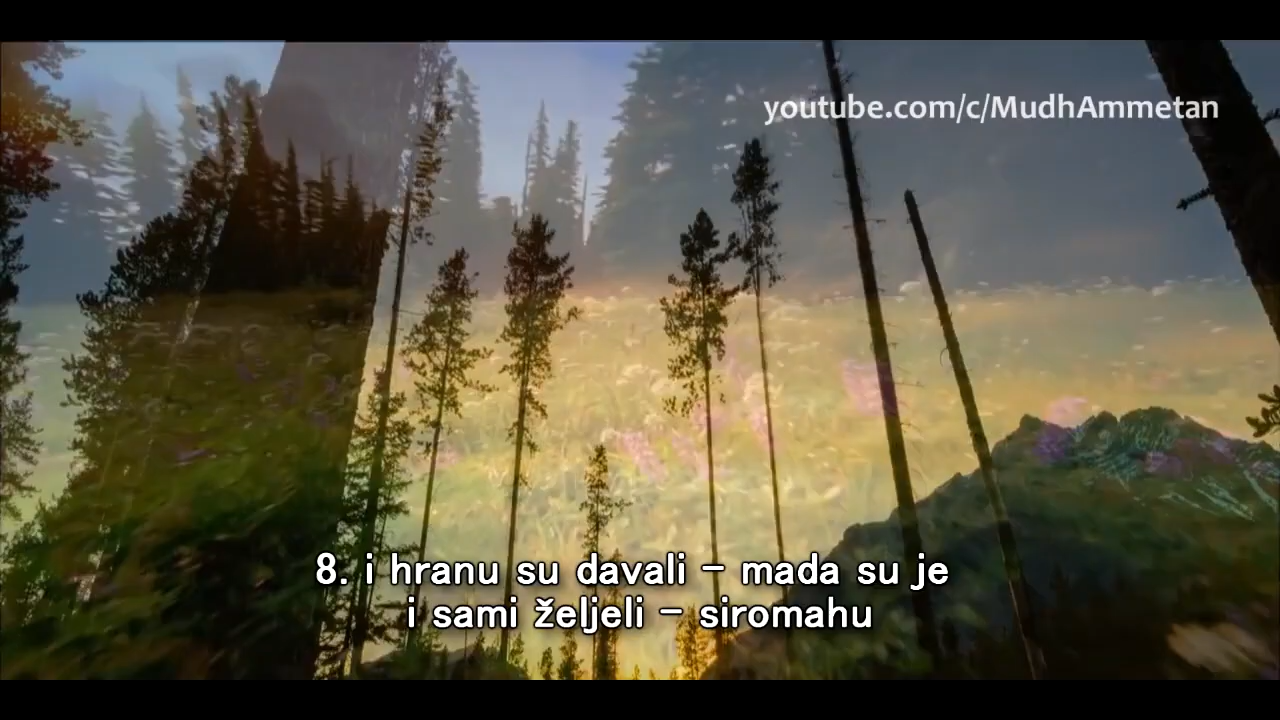 youtube.com/c/MudhAmmetan
8. i hranu su davali – mada su je
i sami željeli – siromahu